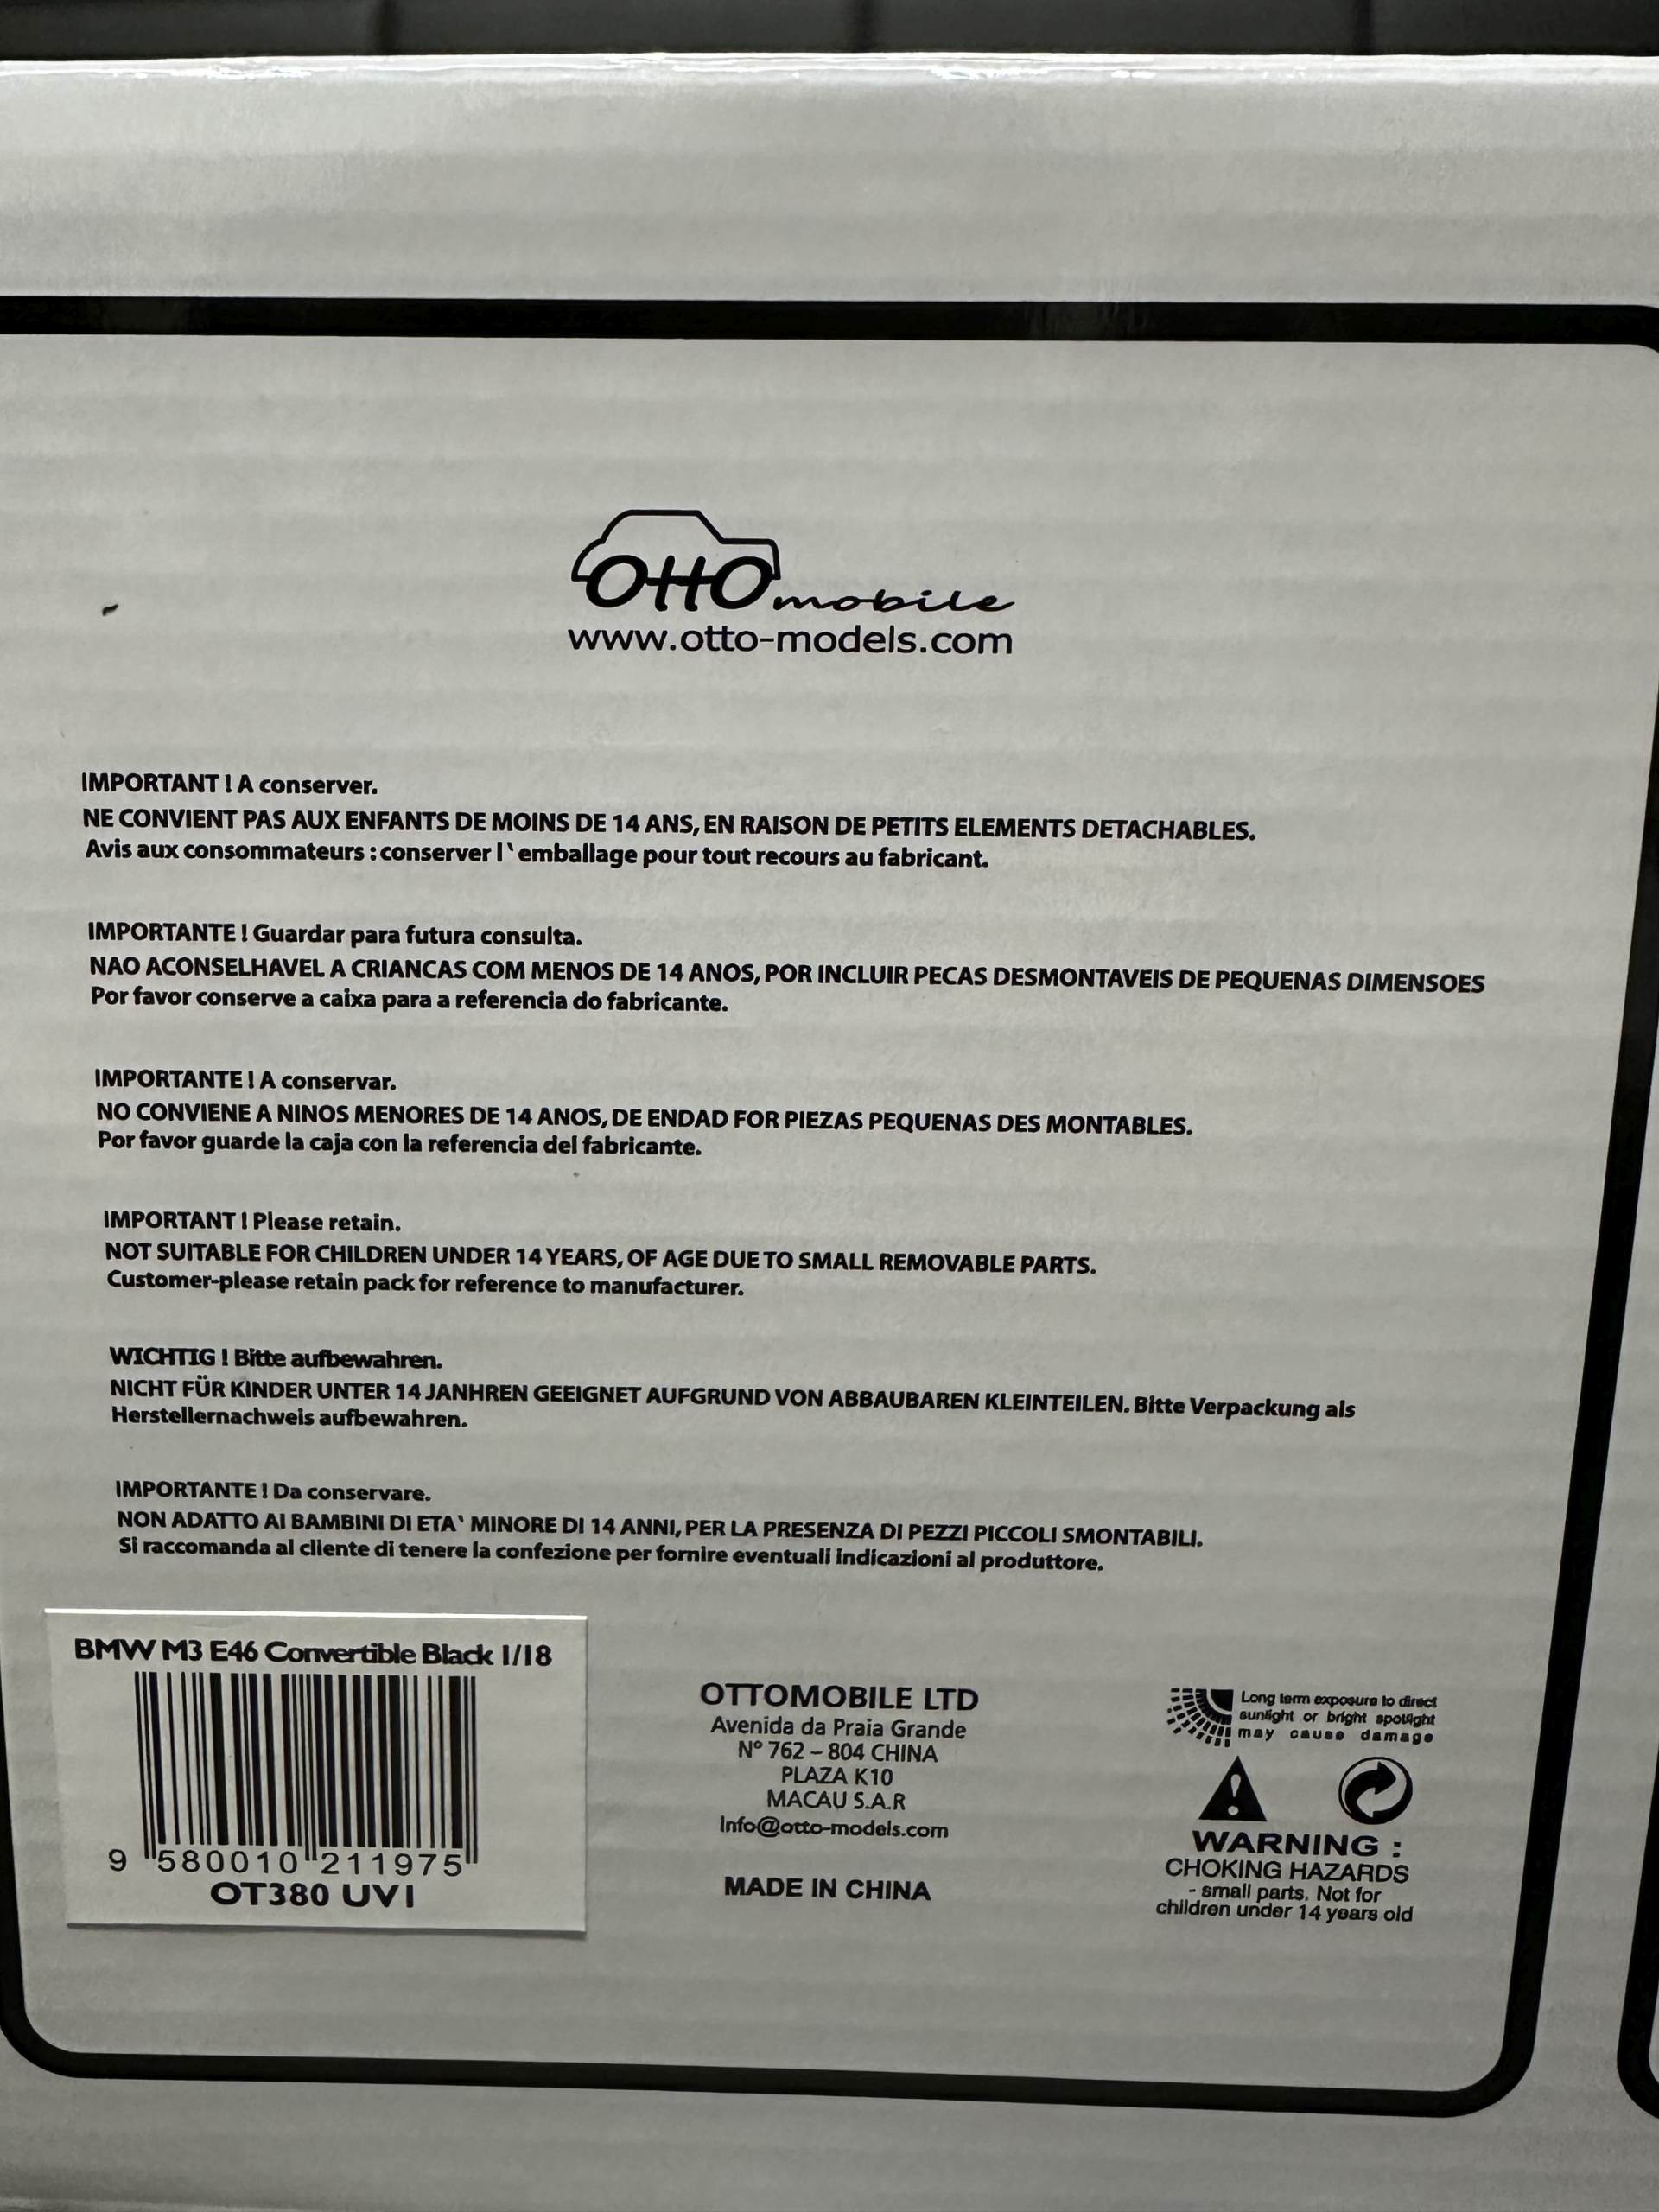 OttO mobile
www.otto-models.com
IMPORTANT ! A conserver.
NE CONVIENT PAS AUX ENFANTS DE MOINS DE 14 ANS, EN RAISON DE PETITS ELEMENTS DETACHABLES.
Avis aux consommateurs : conserver l ` emballage pour tout recours au fabricant.
IMPORTANTE ! Guardar para futura consulta.
NAO ACONSELHAVEL A CRIANCAS COM MENOS DE 14 ANOS, POR INCLUIR PECAS DESMONTAVEIS DE PEQUENAS DIMENSOES
Por favor conserve a caixa para a referencia do fabricante.
IMPORTANTE ! A conservar.
NO CONVIENE A NINOS MENORES DE 14 ANOS, DE ENDAD FOR PIEZAS PEQUENAS DES MONTABLES.
Por favor guarde la caja con la referencia del fabricante.
IMPORTANT ! Please retain.
NOT SUITABLE FOR CHILDREN UNDER 14 YEARS, OF AGE DUE TO SMALL REMOVABLE PARTS.
Customer-please retain pack for reference to manufacturer.
WICHTIG ! Bitte aufbewahren.
NICHT FÜR KINDER UNTER 14 JANHREN GEEIGNET AUFGRUND VON ABBAUBAREN KLEINTEILEN. Bitte Verpackung als
Herstellernachweis aufbewahren.
IMPORTANTE ! Da conservare.
NON ADATTO AI BAMBINI DI ETA` MINORE DI 14 ANNI, PER LA PRESENZA DI PEZZI PICCOLI SMONTABILI.
Si raccomanda al cliente di tenere la confezione per fornire eventuali indicazioni al produttore.
BMW M3 E46 Convertible Black 1/18
9 580010 211975
OT380 UVI
OTTOMOBILE LTD
Avenida da Praia Grande
Nº 762 – 804 CHINA
PLAZA K10
MACAU S.A.R
Info@otto-models.com
MADE IN CHINA
Long term exposure to direct
sunlight or bright spotlight
may cause damage
WARNING :
CHOKING HAZARDS
- small parts, Not for
children under 14 years old